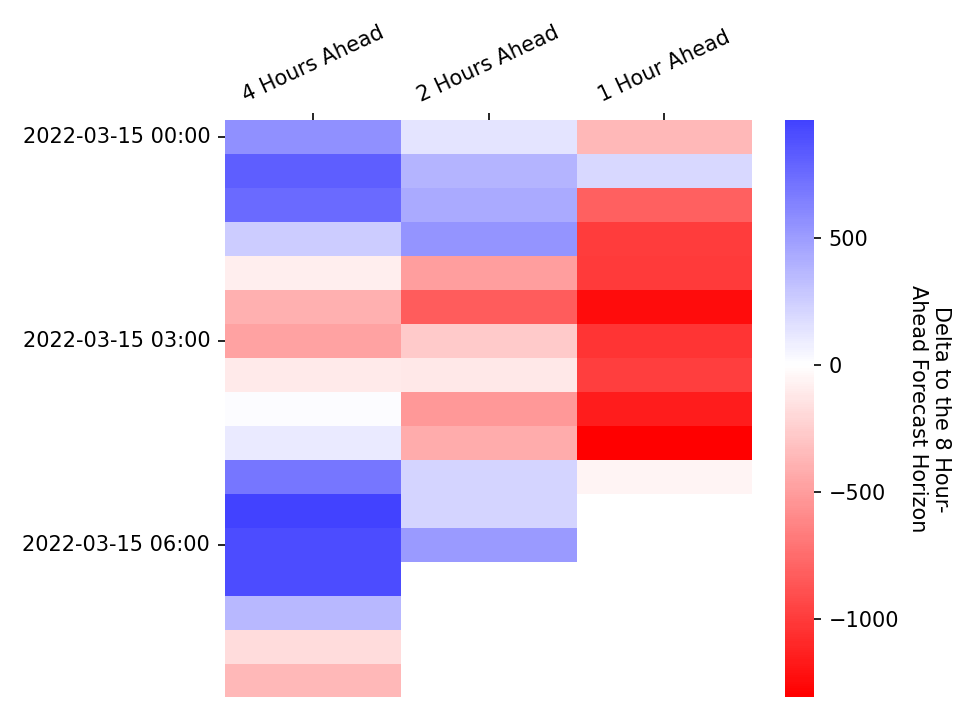 4 Hours Ahead
2 Hours Ahead
1 Hour Ahead
2022-03-15 00:00
2022-03-15 03:00
2022-03-15 06:00
500
0
−500
−1000
Delta to the 8 Hour-
Ahead Forecast Horizon